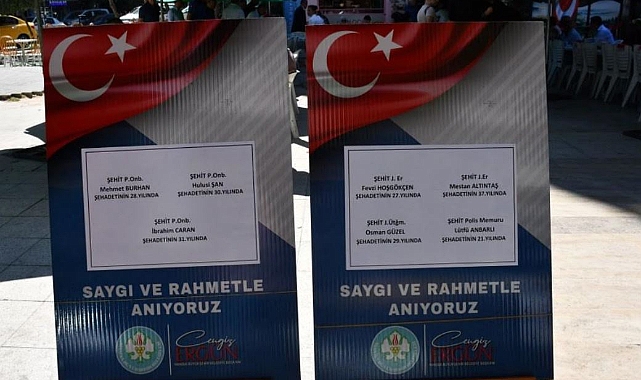 ŞEHİT P.Onb.
Mehmet BURHAN
ŞEHADETİNİN 28.YILINDA
ŞEHİT P.Onb.
Hulusi ŞAN
ŞEHADETİNİN 30.YILINDA
ŞEHİT P.Onb.
İbrahim CARAN
ŞEHADETİNİN 31.YILINDA
SAYGI VE RAHMETLE
ANIYORUZ
Cengiz
ERGÜN
ŞEHİT J. Er
Fevzi HOŞGÖKÇEN
ŞEHADETİNİN 27.YILINDA
ŞEHİT J.Er
Mestan ALTINTAŞ
ŞEHADETİNİN 37.YILINDA
ŞEHİT J.Ütğm.
Osman GÜZEL
ŞEHADETİNİN 29.YILINDA
ŞEHİT Polis Memuru
Lütfü ANBARLI
ŞEHADETİNİN 21.YILINDA
SAYGI VE RAHMETLE
ANIYORUZ
Cengiz
ERGÜN